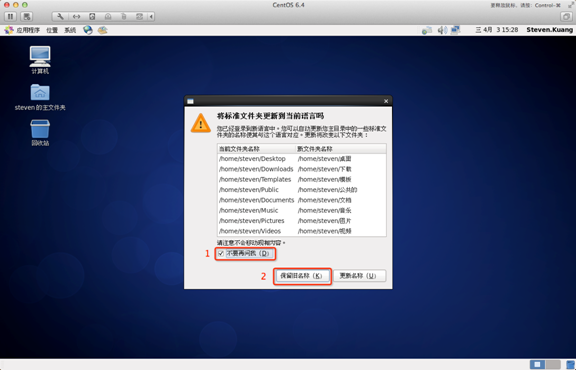 CentOS 6.4
要释放鼠标，请按：Control-⌘
应用程序 位置 系统
三 4月 3 15:28 Steven.Kuang
计算机
steven 的主文件夹
回收站
将标准文件夹更新到当前语言吗
您已经登录到新语言中。您可以自动更新您主目录中的一些标准文
件夹的名称使其与这个语言对应。更新将改变以下文件夹：
当前文件夹名称 新文件夹名称
/home/steven/Desktop /home/steven/桌面
/home/steven/Downloads /home/steven/下载
/home/steven/Templates /home/steven/模板
/home/steven/Public /home/steven/公共的
/home/steven/Documents /home/steven/文档
/home/steven/Music /home/steven/音乐
/home/steven/Pictures /home/steven/图片
/home/steven/Videos /home/steven/视频
请注意不会移动现有内容。
1 不要再问我（D）
2 保留旧名称（K） 更新名称（U）